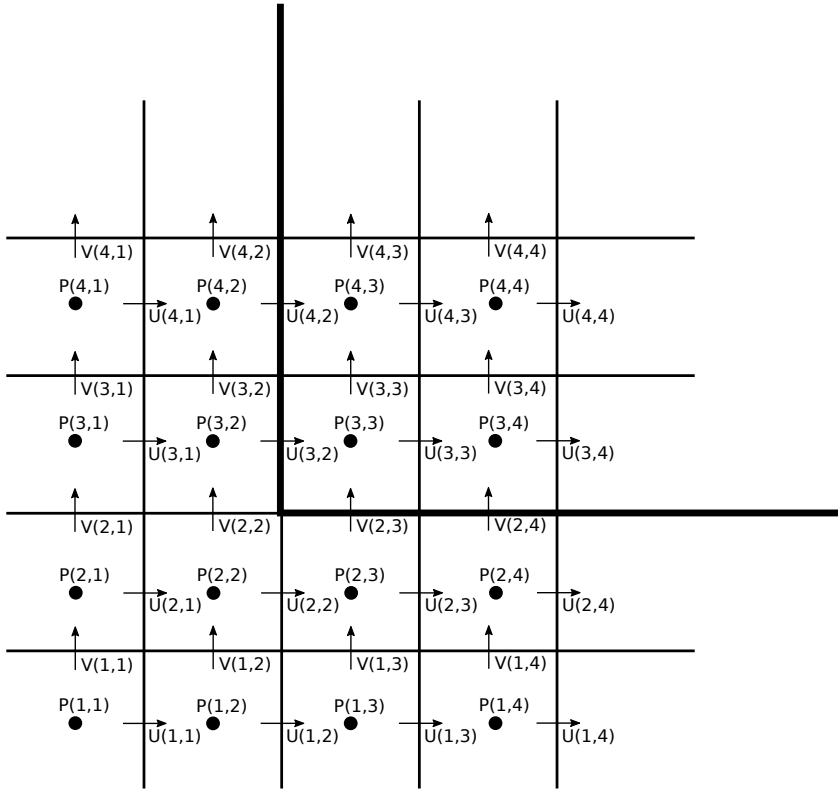 V(4,1) V(4,2) V(4,3) V(4,4)
P(4,1) P(4,2) P(4,3) P(4,4)
U(4,1) U(4,2) U(4,3) U(4,4)
V(3,1) V(3,2) V(3,3) V(3,4)
P(3,1) P(3,2) P(3,3) P(3,4)
U(3,1) U(3,2) U(3,3) U(3,4)
V(2,1) V(2,2) V(2,3) V(2,4)
P(2,1) P(2,2) P(2,3) P(2,4)
U(2,1) U(2,2) U(2,3) U(2,4)
V(1,1) V(1,2) V(1,3) V(1,4)
P(1,1) P(1,2) P(1,3) P(1,4)
U(1,1) U(1,2) U(1,3) U(1,4)